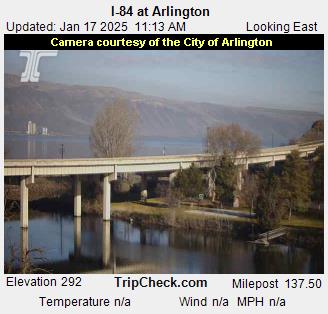 I-84 at Arlington
Updated: Jan 17 2025 11:13 AM Looking East
Camera courtesy of the City of Arlington
Elevation 292 TripCheck.com Milepost 137.50
Temperature n/a Wind n/a MPH n/a